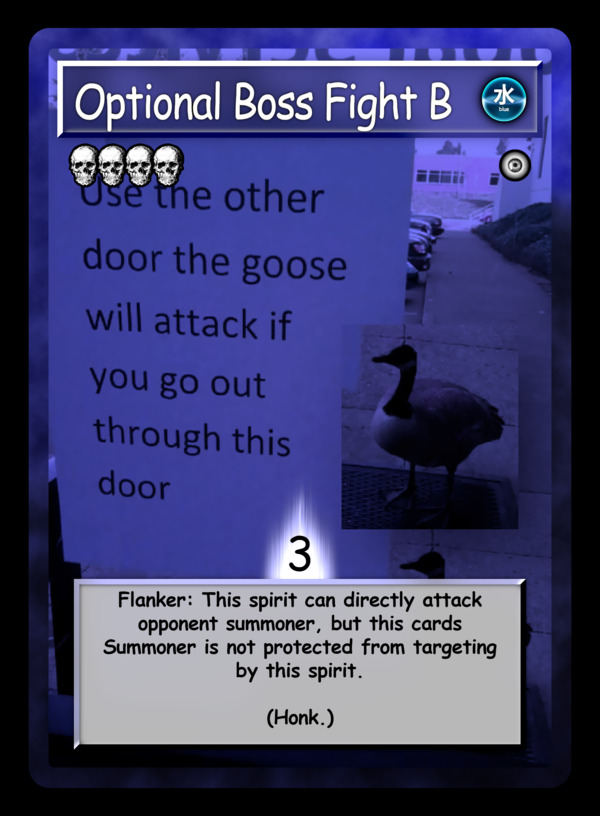 Optional Boss Fight B
水
blue
Use the other
door the goose
will attack if
you go out
through this
door
3
Flanker: This spirit can directly attack
opponent summoner, but this cards
Summoner is not protected from targeting
by this spirit.
(Honk.)